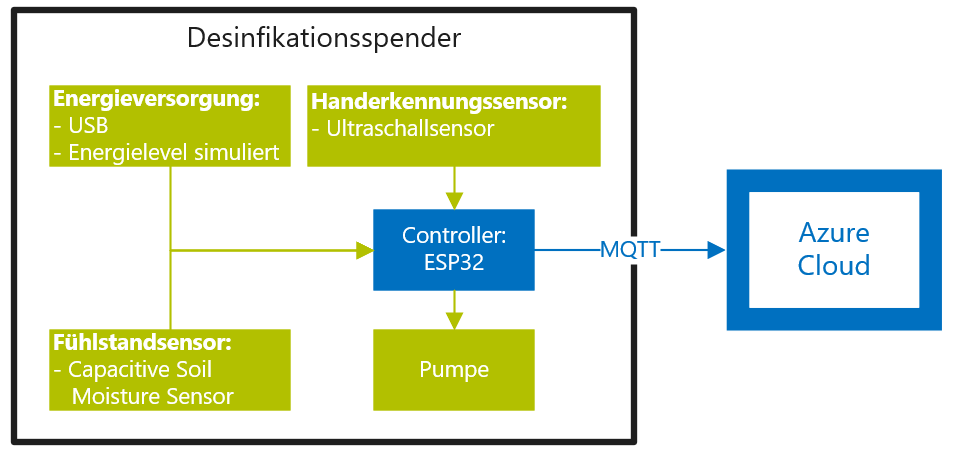 Desinfikationsspender
Energieversorgung:
- USB
- Energielevel simuliert
Handerkennungssensor:
- Ultraschallsensor
Controller:
ESP32
MQTT
Azure
Cloud
Fühlstandsensor:
- Capacitive Soil
Moisture Sensor
Pumpe